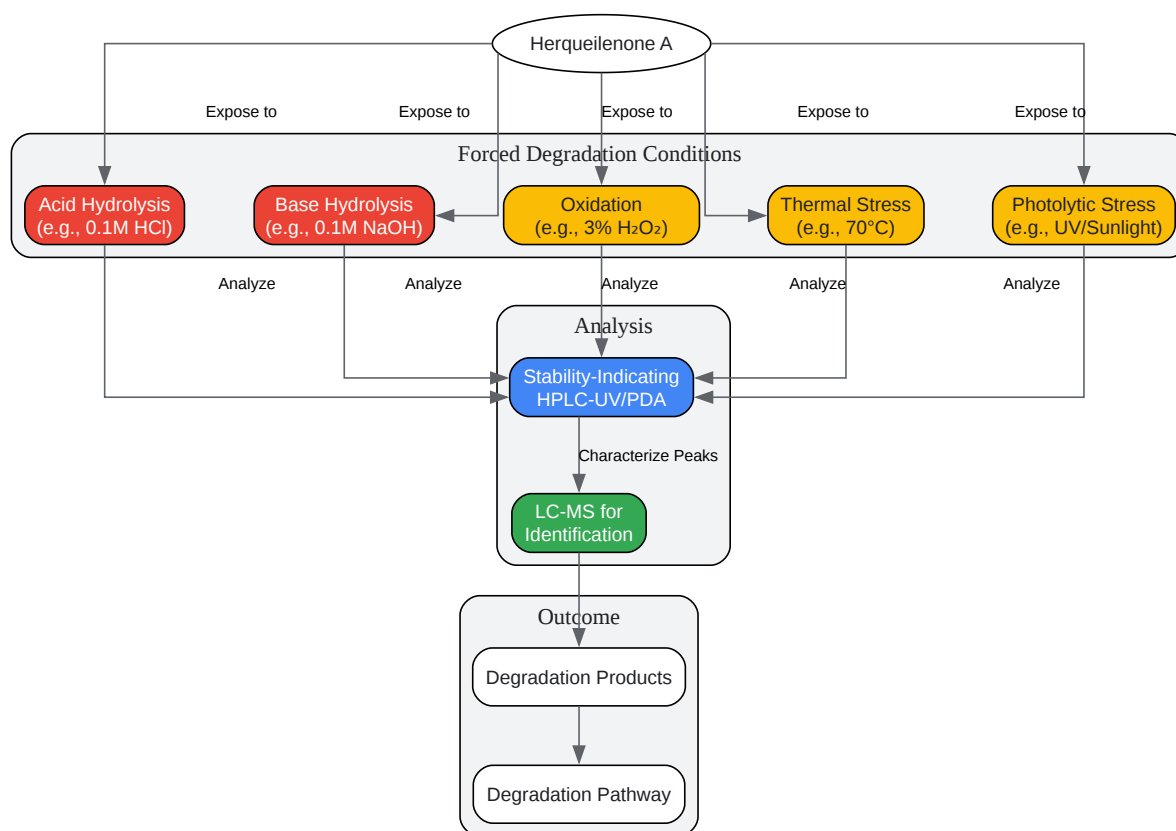 Herqueilenone A
Expose to
Expose to
Expose to
Expose to
Expose to
Forced Degradation Conditions
Acid Hydrolysis
(e.g., 0.1M HCl)
Base Hydrolysis
(e.g., 0.1M NaOH)
Oxidation
(e.g., 3% H₂O₂)
Thermal Stress
(e.g., 70°C)
Photolytic Stress
(e.g., UV/Sunlight)
Analyze
Analyze
Analyze
Analyze
Analyze
Analysis
Stability-Indicating
HPLC-UV/PDA
Characterize Peaks
LC-MS for
Identification
Outcome
Degradation Products
Degradation Pathway